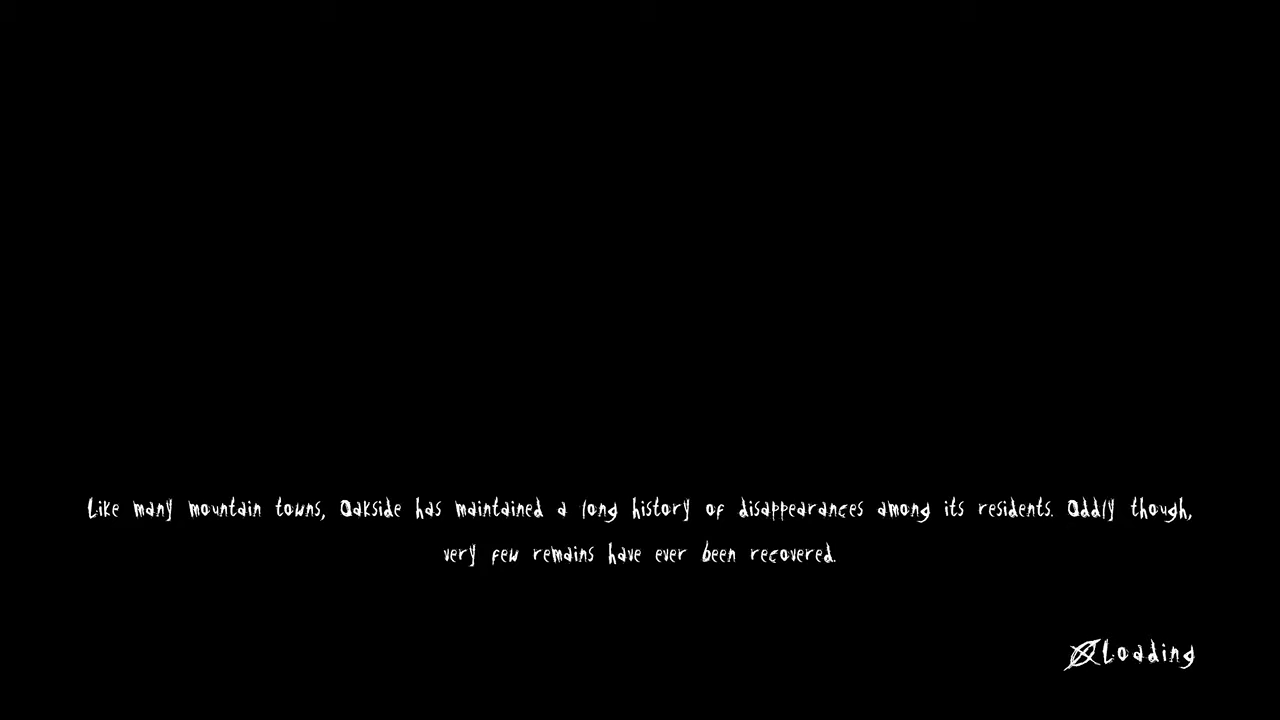 Like many mountain towns, Oakside has maintained a long history of disappearances among its residents. Oddly though,
very few remains have ever been recovered.
Loading